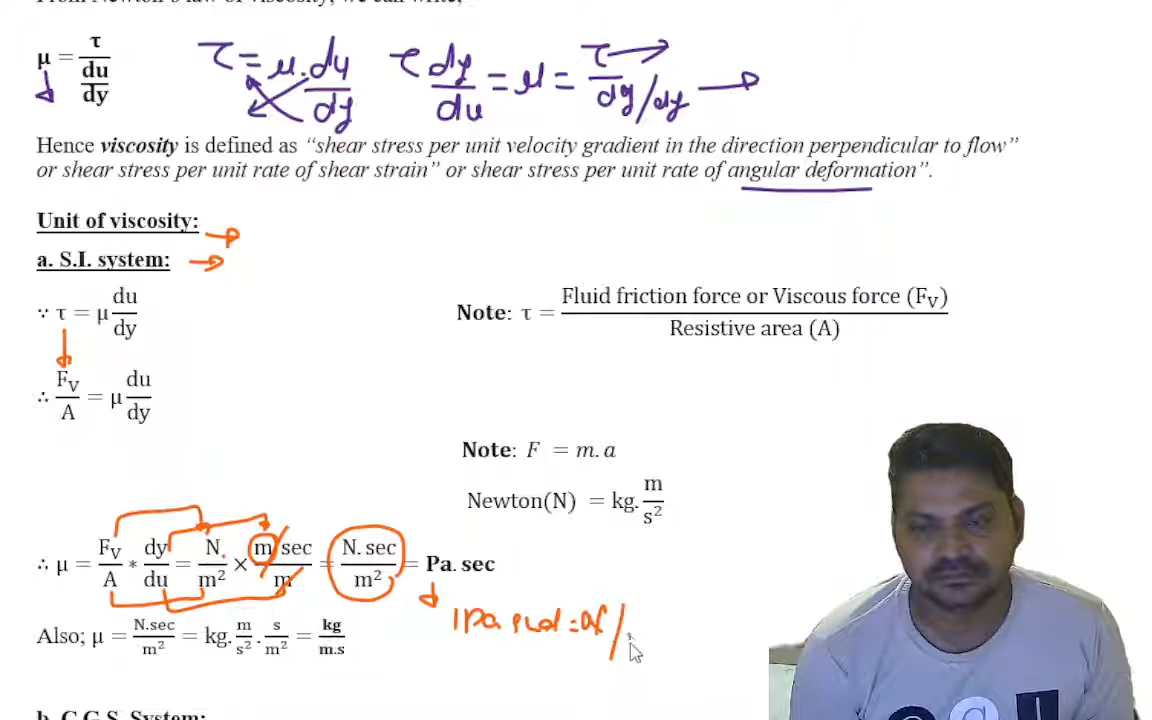 From Newton's law of viscosity, we can write,
μ = τ / (du/dy)
τ = μ. du/dy
τ dy/du = μ = τ / du/dy
Hence viscosity is defined as “shear stress per unit velocity gradient in the direction perpendicular to flow”
or shear stress per unit rate of shear strain” or shear stress per unit rate of angular deformation”.
Unit of viscosity:
a. S.I. system:
∵ τ = μ du/dy
Note: τ = Fluid friction force or Viscous force (FV) / Resistive area (A)
∴ FV/A = μ du/dy
Note: F = m. a
Newton(N) = kg. m/s²
∴ μ = FV/A * dy/du = N/m² × m/sec/m = N. sec/m² = Pa. sec
1Pa
Also; μ = N.sec/m² = kg. m/s² . s/m² = kg/m.s
b. C.G.S. System: